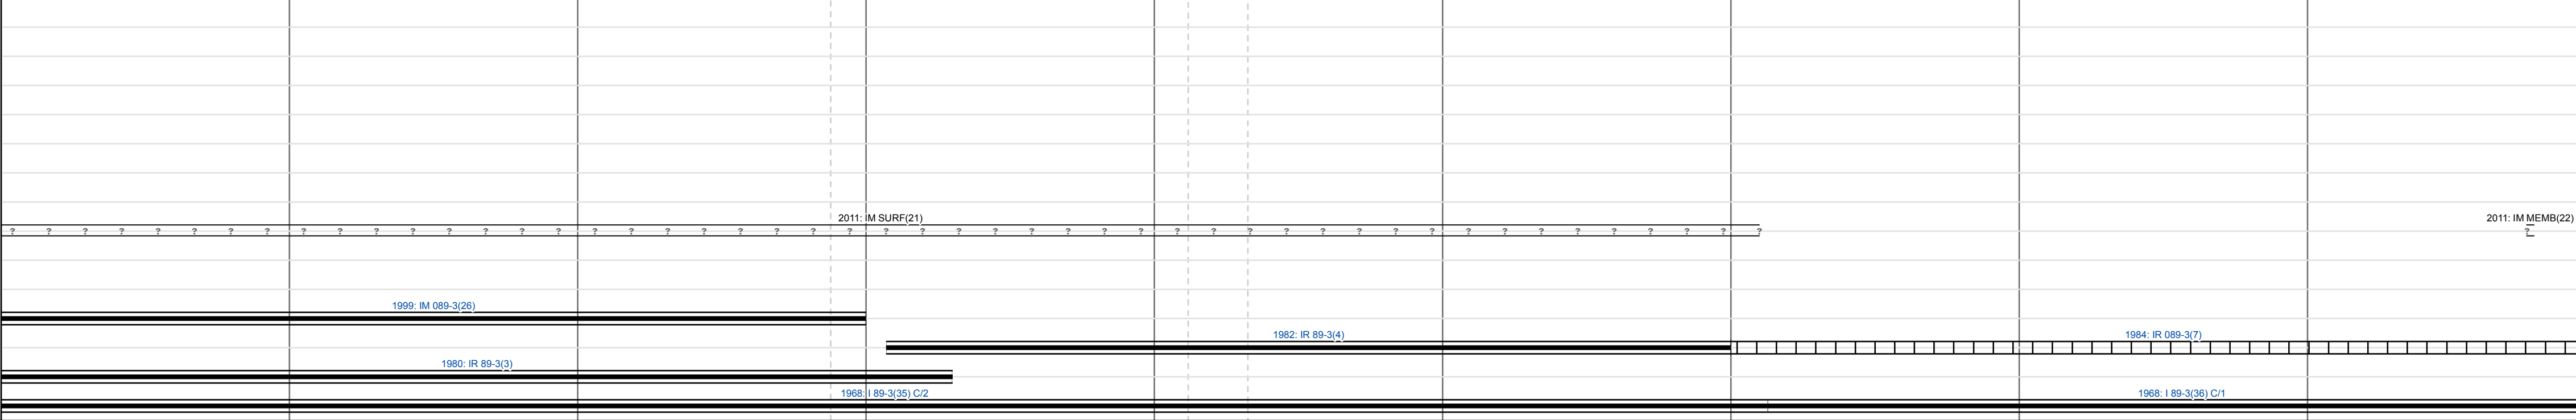 2011: IM SURF(21)
2011: IM MEMB(22)
? ? ? ? ? ? ? ? ? ? ? ? ? ? ? ? ? ? ? ? ? ? ? ? ? ? ? ? ? ? ? ? ? ? ? ? ? ? ? ? ? ? ? ? ? ? ? ? ? ?
1999: IM 089-3(26)
1982: IR 89-3(4)
1984: IR 089-3(7)
1980: IR 89-3(3)
1968: I 89-3(35) C/2
1968: I 89-3(36) C/1